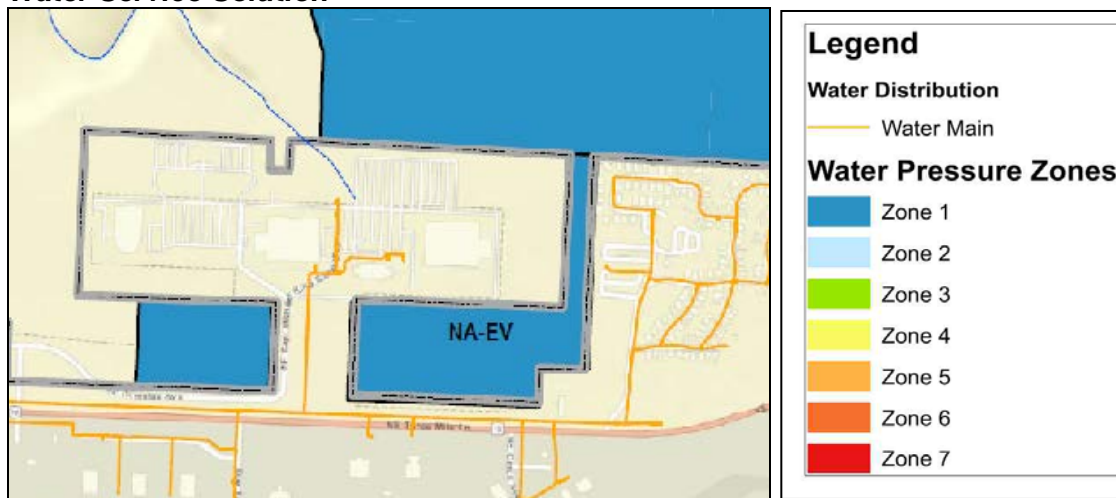 Water Service Solution
NA-EV
Legend
Water Distribution
Water Main
Water Pressure Zones
Zone 1
Zone 2
Zone 3
Zone 4
Zone 5
Zone 6
Zone 7